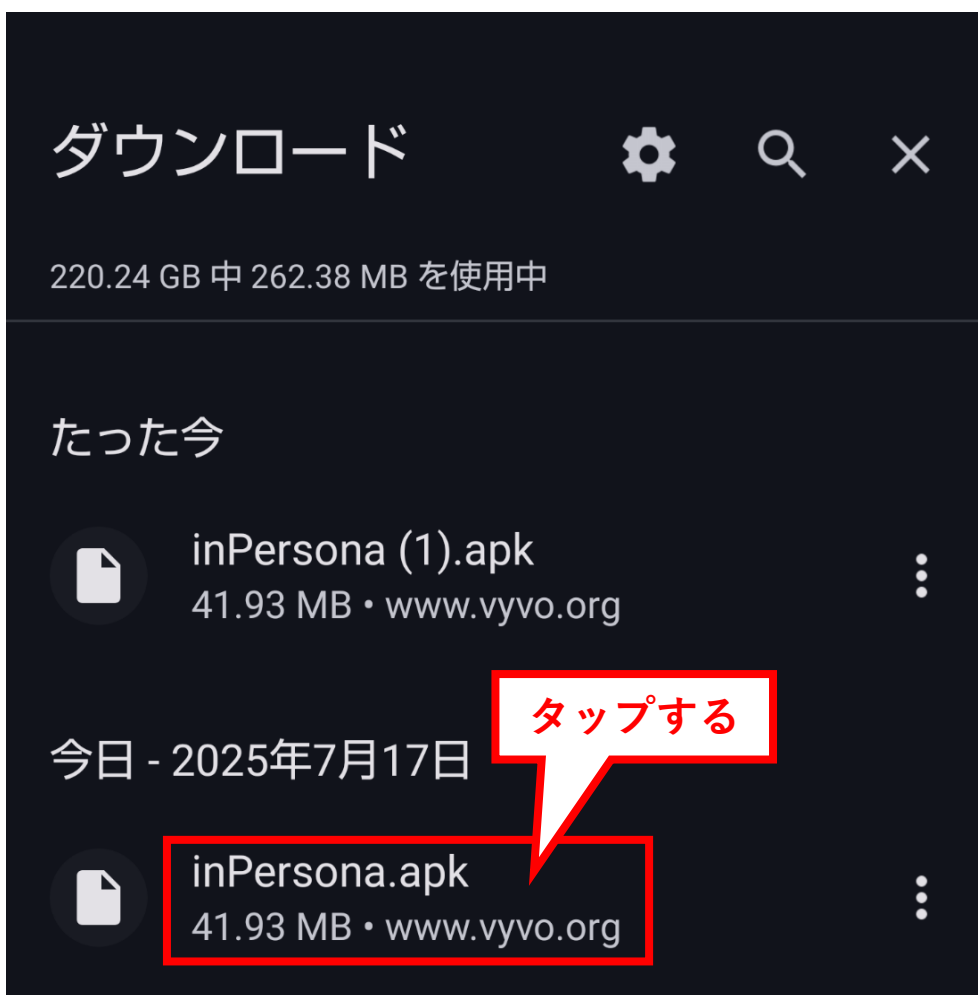 ダウンロード
220.24 GB 中 262.38 MB を使用中
たった今
inPersona (1).apk
41.93 MB • www.vyvo.org
タップする
今日 - 2025年7月17日
inPersona.apk
41.93 MB • www.vyvo.org